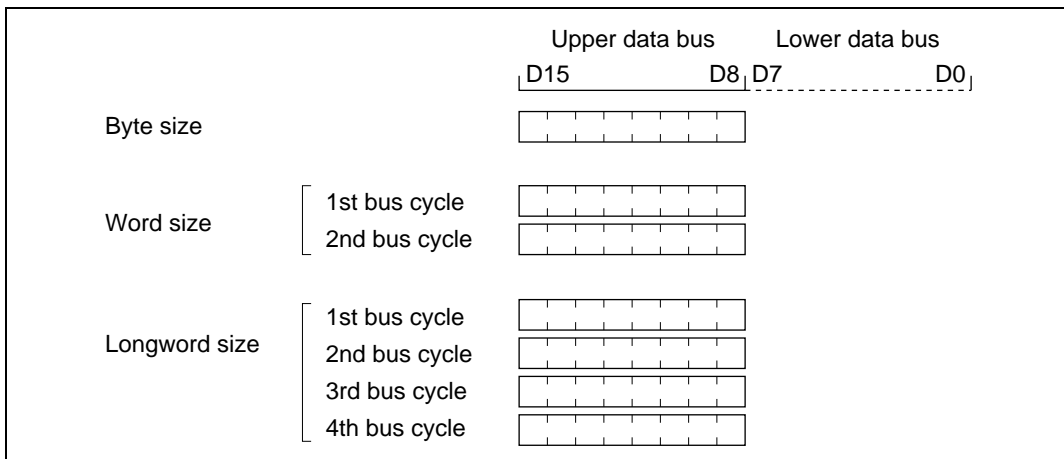 Upper data bus Lower data bus
D15 D8 D7 D0
Byte size
Word size
1st bus cycle
2nd bus cycle
Longword size
1st bus cycle
2nd bus cycle
3rd bus cycle
4th bus cycle